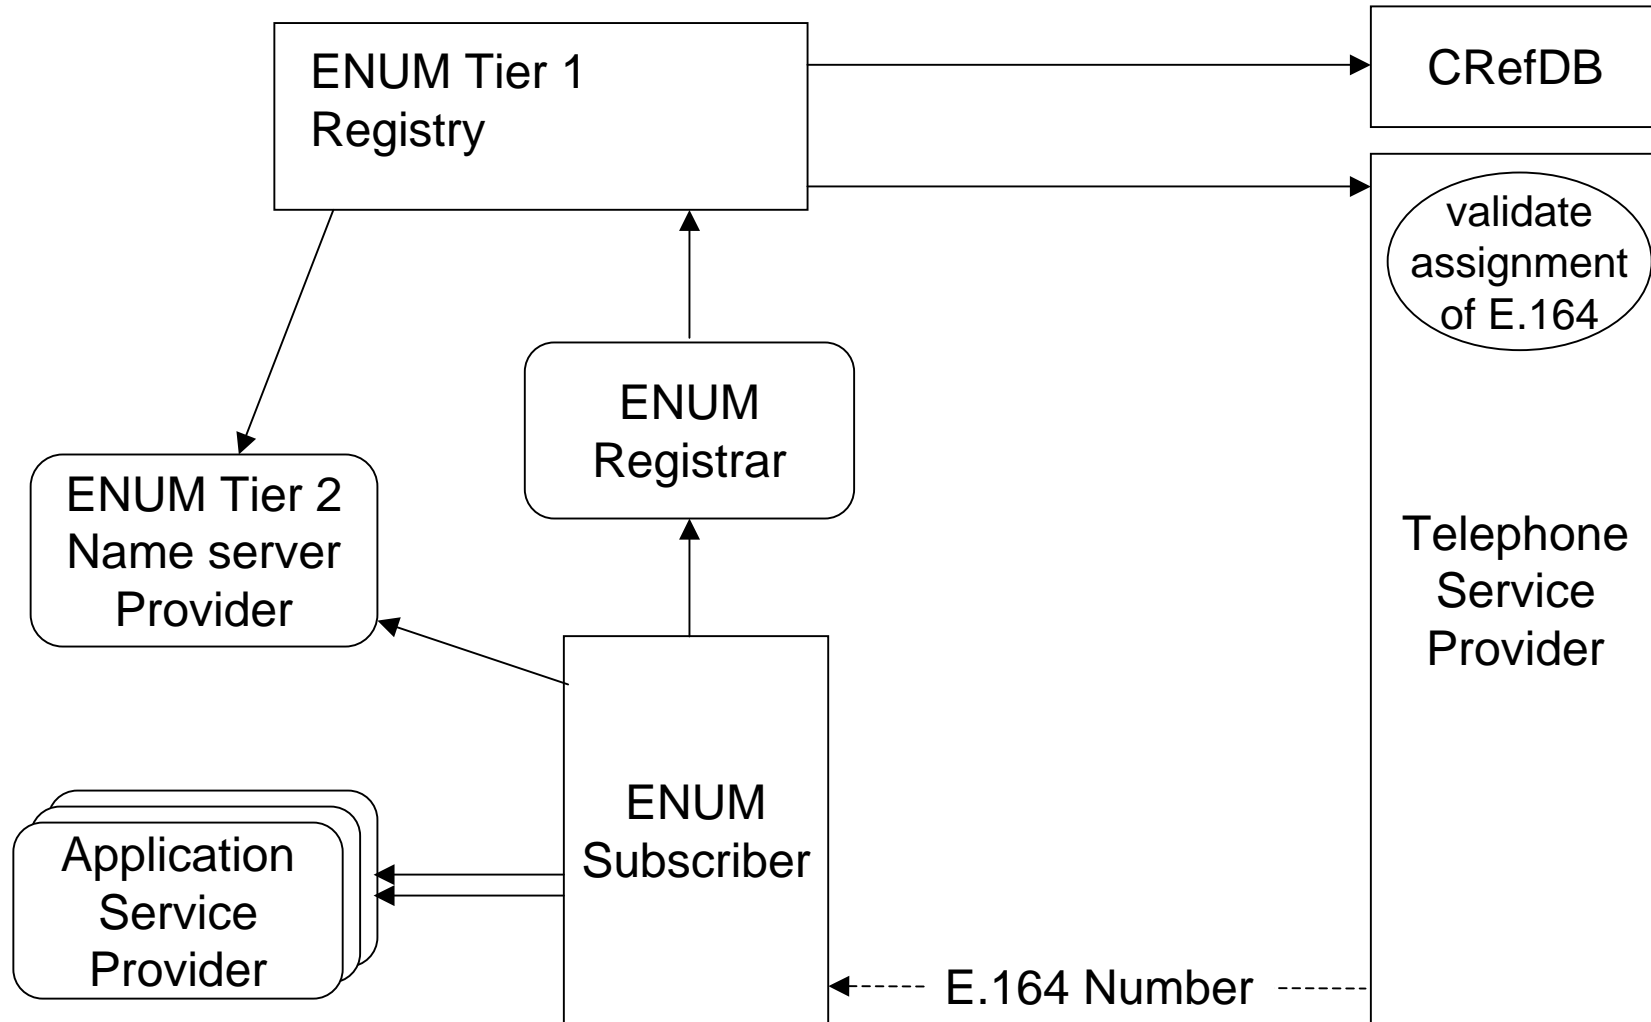 ENUM Tier 1
Registry
CRefDB
validate
assignment
of E.164
ENUM
Registrar
ENUM Tier 2
Name server
Provider
Telephone
Service
Provider
ENUM
Subscriber
Application
Service
Provider
E.164 Number